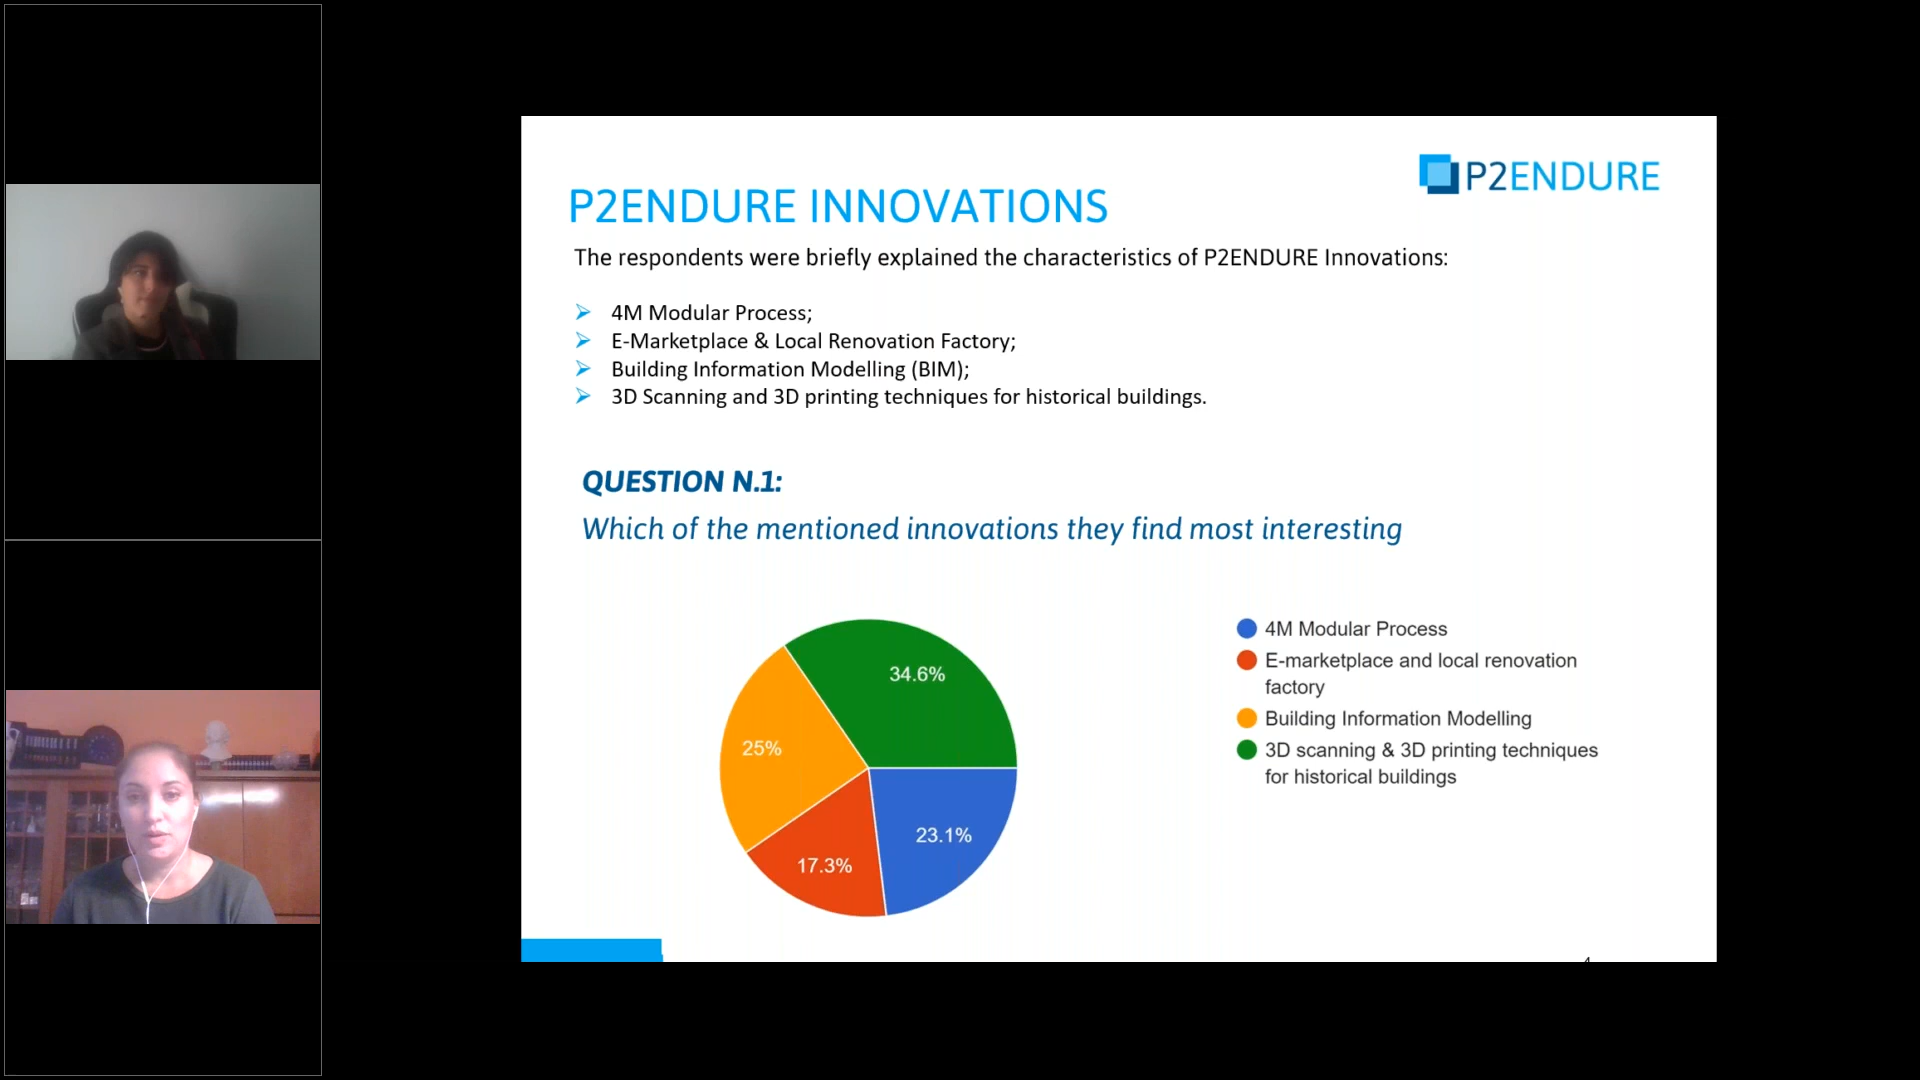 P2ENDURE
P2ENDURE INNOVATIONS
The respondents were briefly explained the characteristics of P2ENDURE Innovations:
4M Modular Process;
E-Marketplace & Local Renovation Factory;
Building Information Modelling (BIM);
3D Scanning and 3D printing techniques for historical buildings.
QUESTION N.1:
Which of the mentioned innovations they find most interesting
34.6%
25%
23.1%
17.3%
4M Modular Process
E-marketplace and local renovation
factory
Building Information Modelling
3D scanning & 3D printing techniques
for historical buildings
4